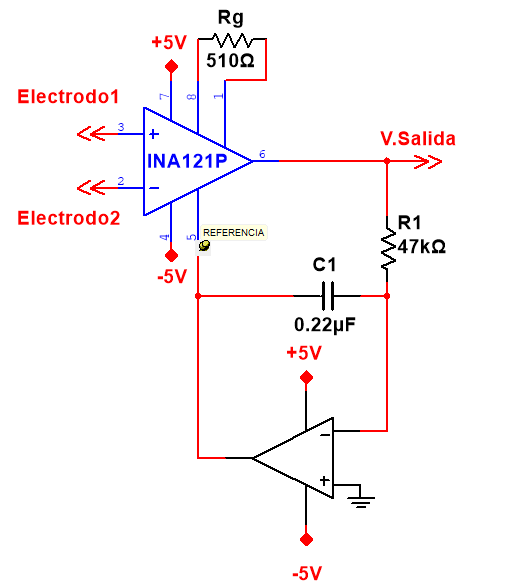 Rg
+5V
510Ω
Electrodo1
7
8
1
3
+
V.Salida
INA121P
6
2
−
Electrodo2
R1
4
5
REFERENCIA
47kΩ
-5V
C1
0.22µF
+5V
−
+
-5V